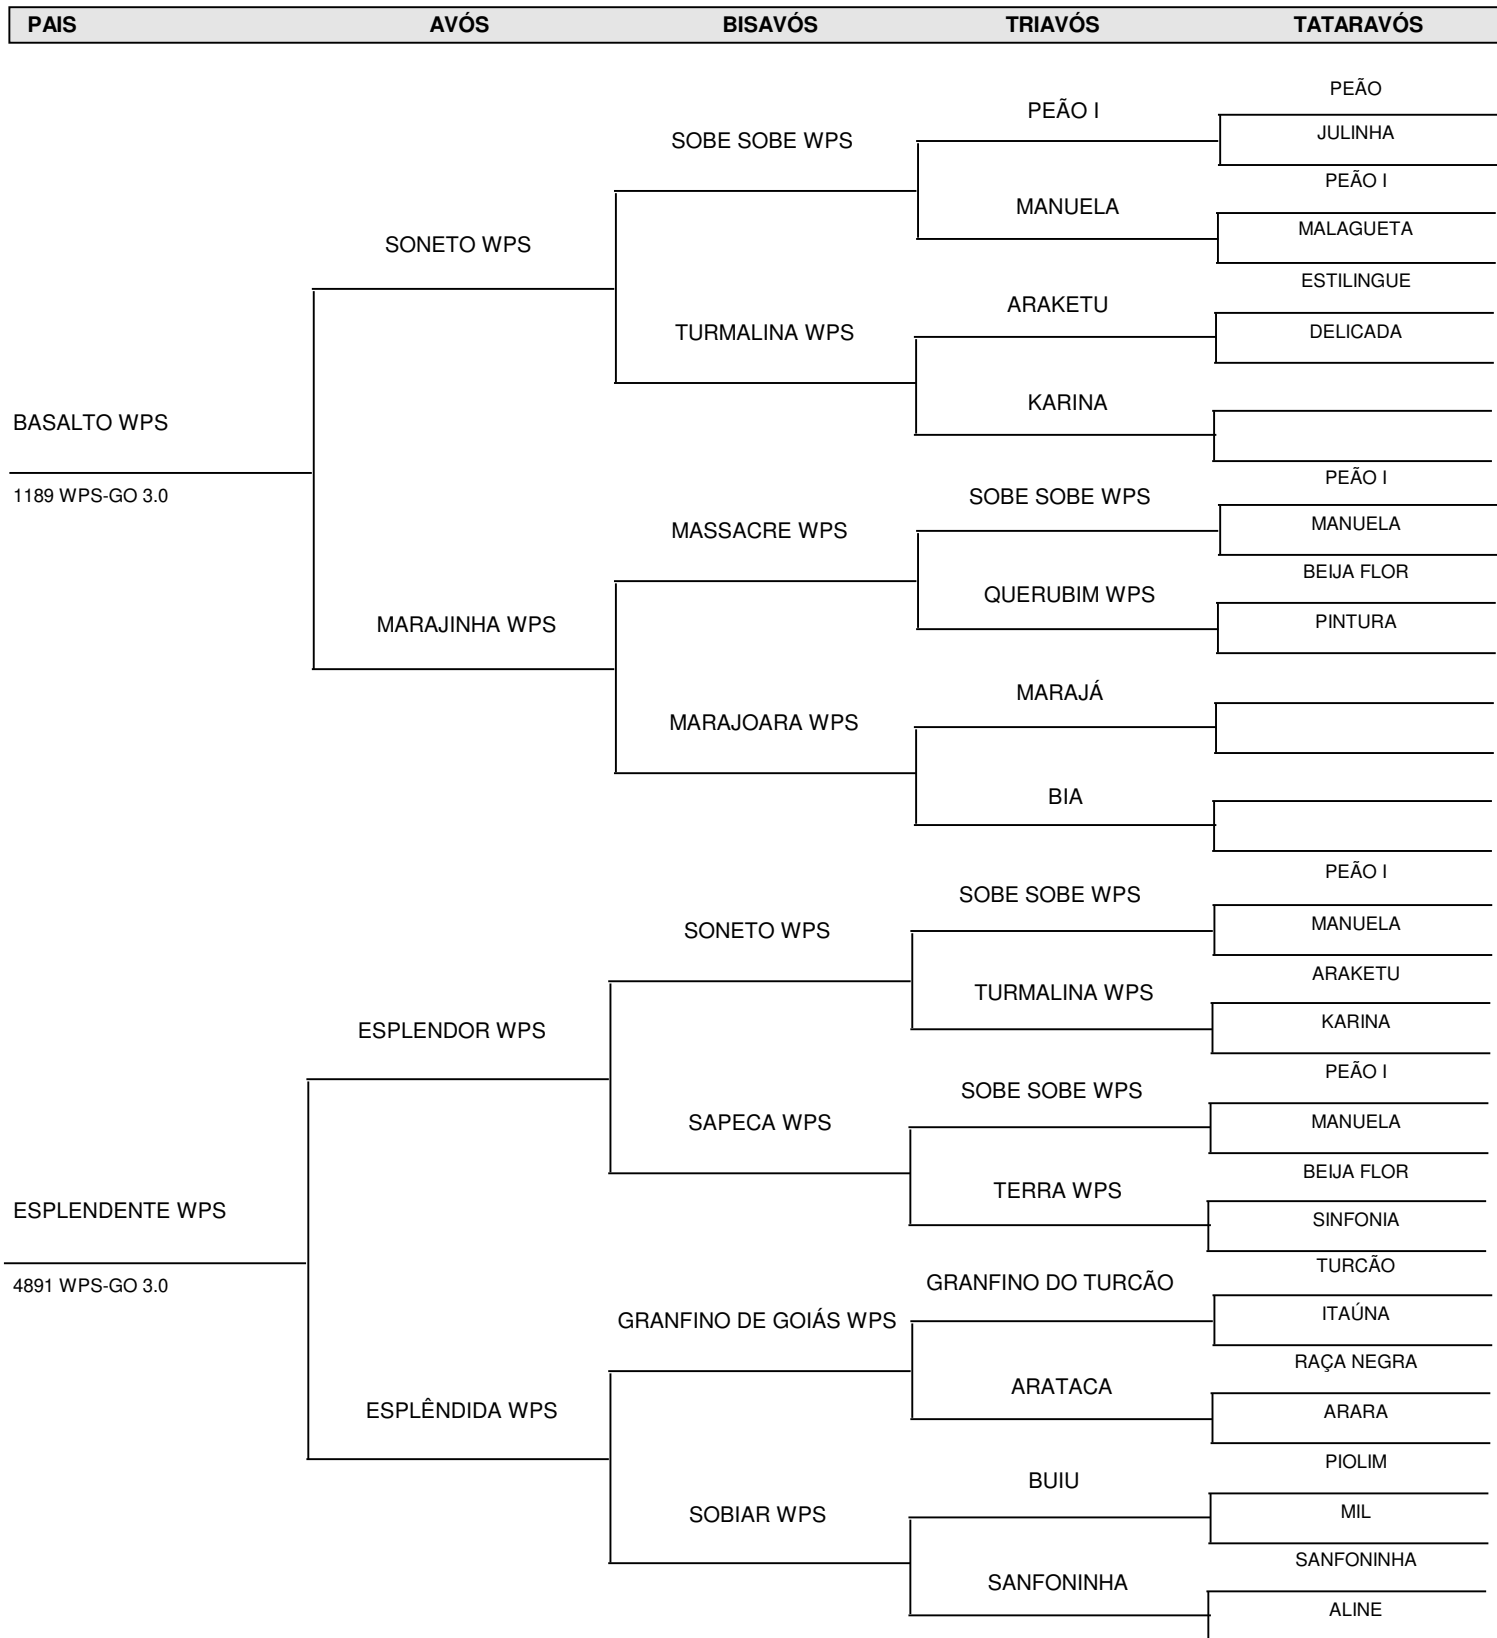 PAIS AVÓS BISAVÓS TRIAVÓS TATARAVÓS
PEÃO
PEÃO I
JULINHA
SOBE SOBE WPS
PEÃO I
MANUELA
MALAGUETA
SONETO WPS
ESTILINGUE
ARAKETU
TURMALINA WPS
DELICADA
KARINA
BASALTO WPS
PEÃO I
1189 WPS-GO 3.0
SOBE SOBE WPS
MANUELA
MASSACRE WPS
BEIJA FLOR
QUERUBIM WPS
PINTURA
MARAJINHA WPS
MARAJÁ
MARAJOARA WPS
BIA
PEÃO I
SOBE SOBE WPS
MANUELA
SONETO WPS
ARAKETU
TURMALINA WPS
KARINA
ESPLENDOR WPS
PEÃO I
SOBE SOBE WPS
MANUELA
SAPECA WPS
BEIJA FLOR
TERRA WPS
ESPLENDENTE WPS
SINFONIA
TURCÃO
4891 WPS-GO 3.0
GRANFINO DO TURCÃO
ITAÚNA
GRANFINO DE GOIÁS WPS
RAÇA NEGRA
ARATACA
ESPLÊNDIDA WPS
ARARA
PIOLIM
BUIU
MIL
SOBIAR WPS
SANFONINHA
SANFONINHA
ALINE